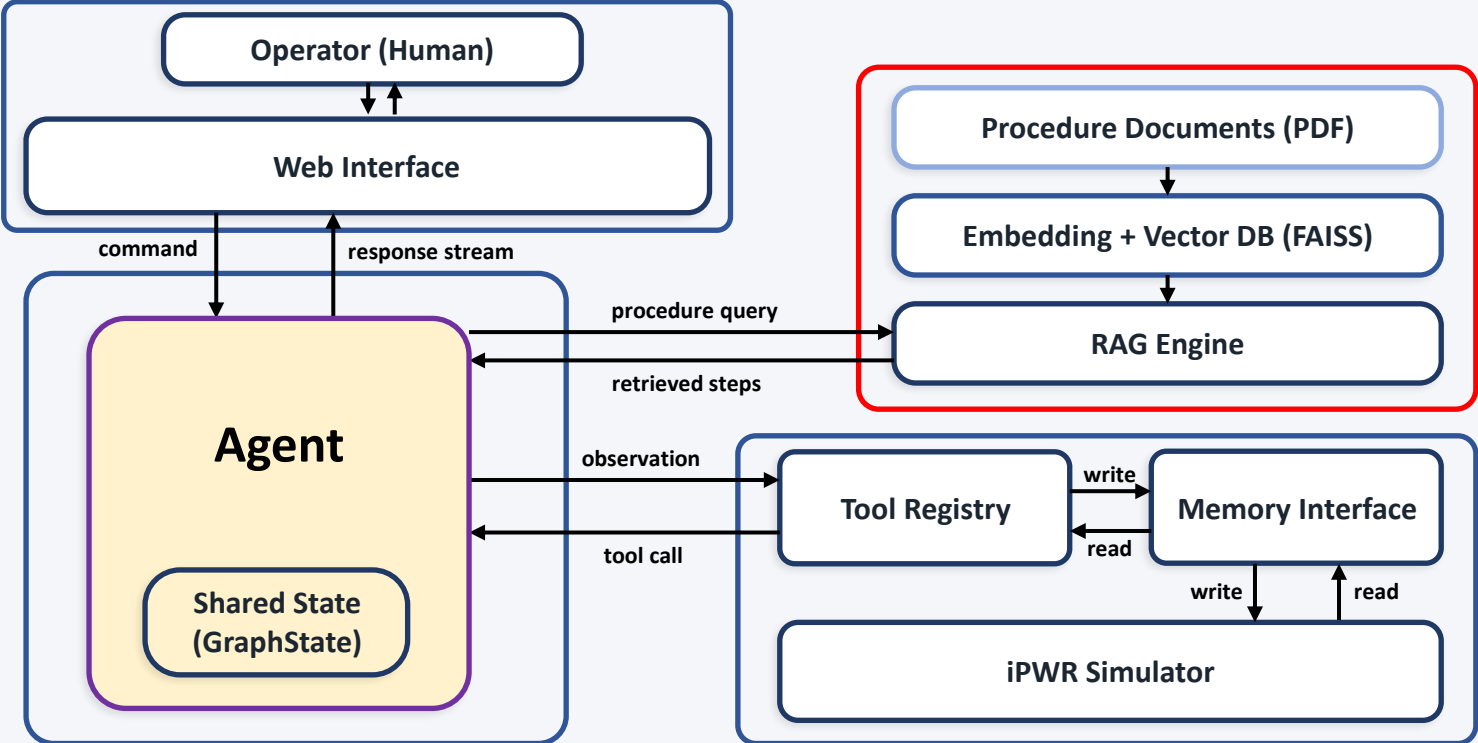 Operator (Human)
Web Interface
command
response stream
Procedure Documents (PDF)
Embedding + Vector DB (FAISS)
RAG Engine
procedure query
retrieved steps
Agent
Shared State
(GraphState)
observation
tool call
Tool Registry
write
read
Memory Interface
write
read
iPWR Simulator